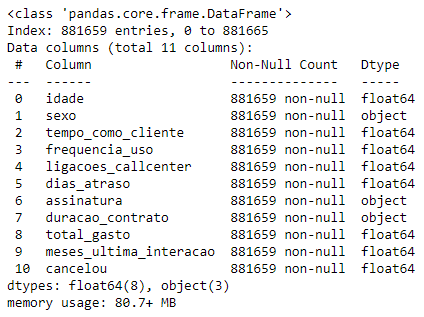 <class 'pandas.core.frame.DataFrame'>
Index: 881659 entries, 0 to 881665
Data columns (total 11 columns):
 #   Column                  Non-Null Count   Dtype
---  ------                  --------------   -----
 0   idade                   881659 non-null  float64
 1   sexo                    881659 non-null  object
 2   tempo_como_cliente      881659 non-null  float64
 3   frequencia_uso          881659 non-null  float64
 4   ligacoes_callcenter     881659 non-null  float64
 5   dias_atraso             881659 non-null  float64
 6   assinatura              881659 non-null  object
 7   duracao_contrato        881659 non-null  object
 8   total_gasto             881659 non-null  float64
 9   meses_ultima_interacao  881659 non-null  float64
 10  cancelou                881659 non-null  float64
dtypes: float64(8), object(3)
memory usage: 80.7+ MB